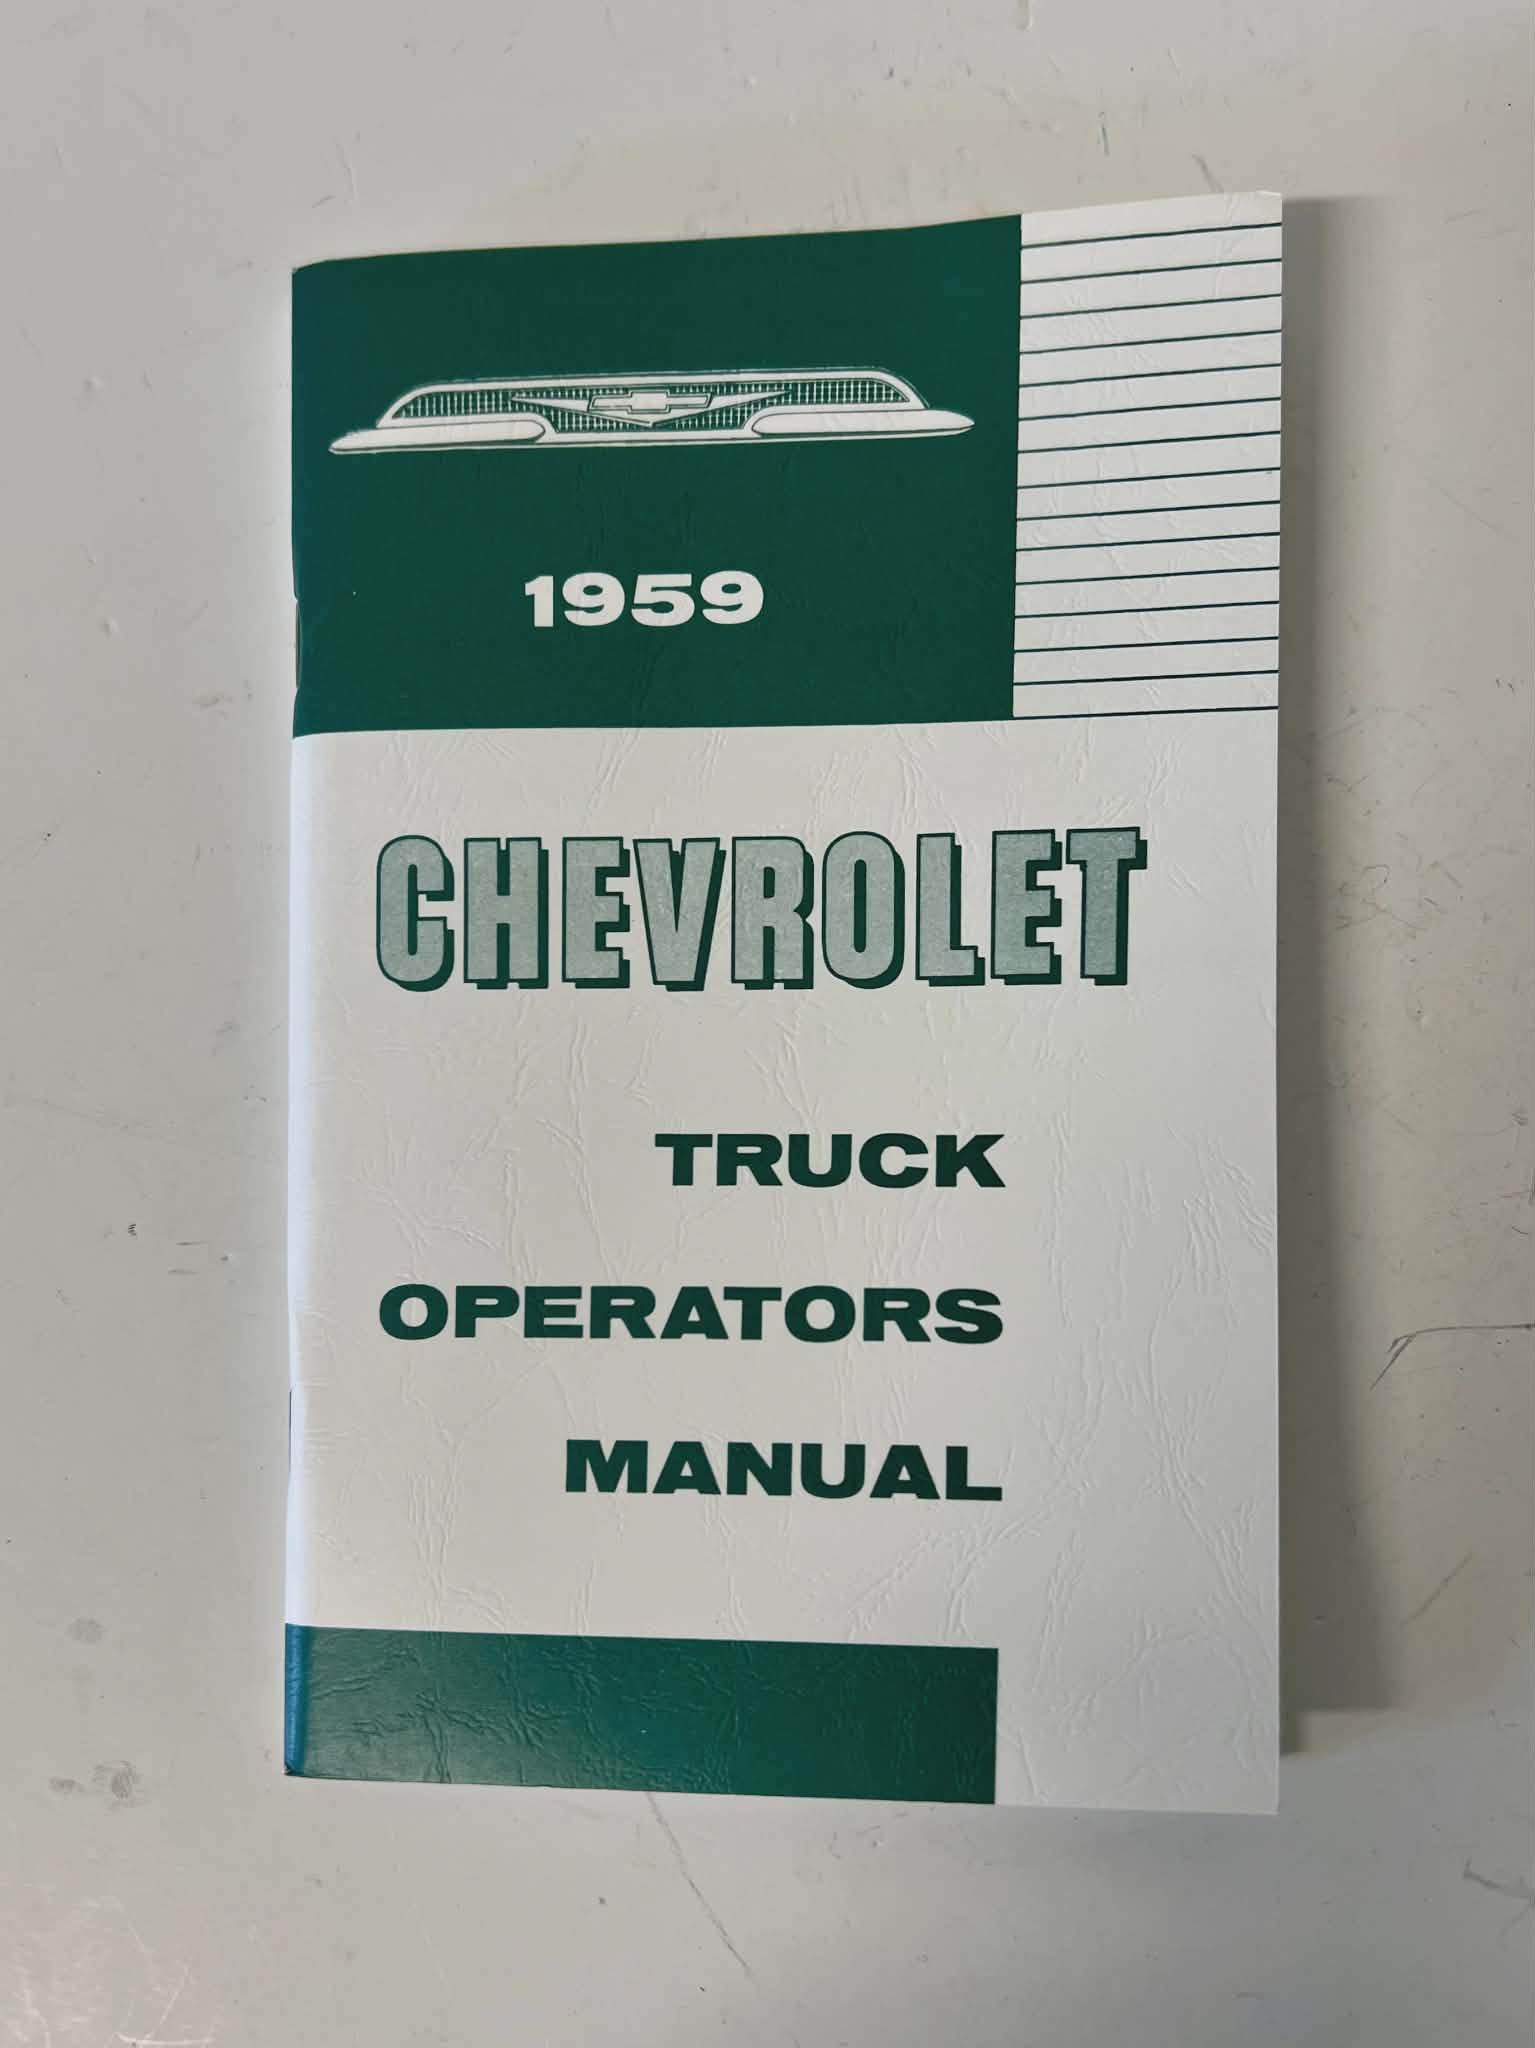 1959
CHEVROLET
TRUCK
OPERATORS
MANUAL